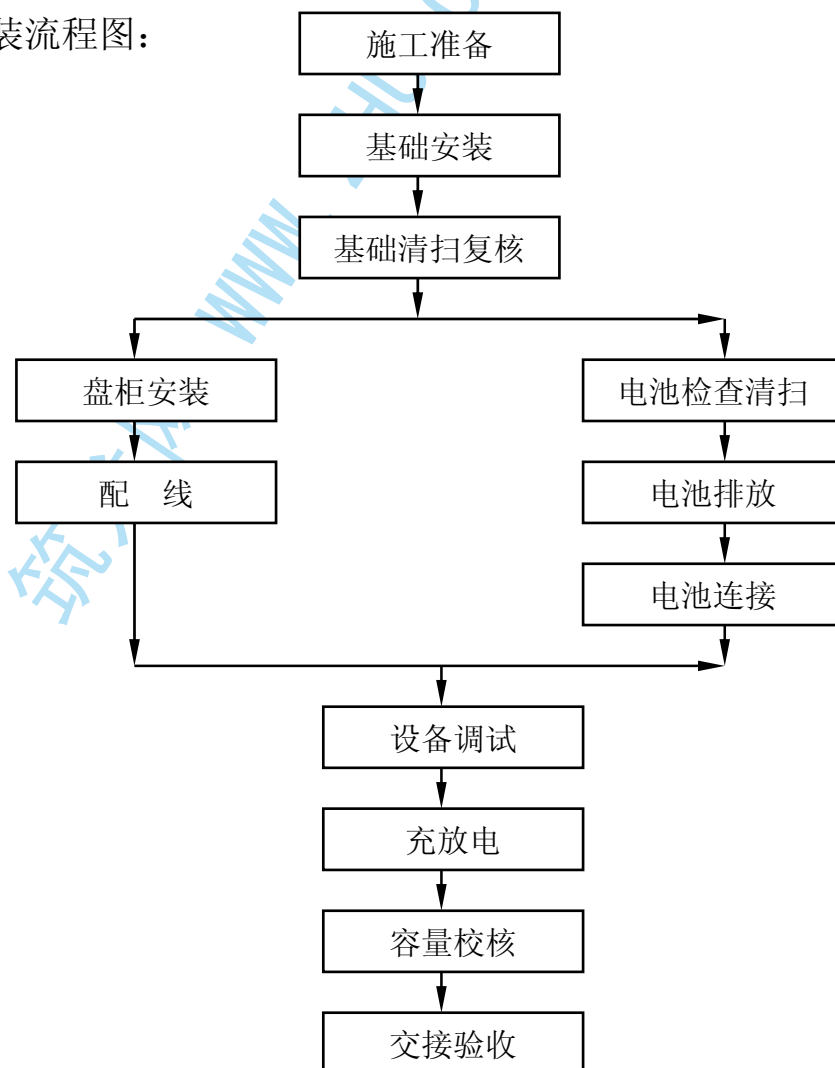 装流程图：
施工准备
基础安装
基础清扫复核
盘柜安装
电池检查清扫
配 线
电池排放
电池连接
设备调试
充放电
容量校核
交接验收